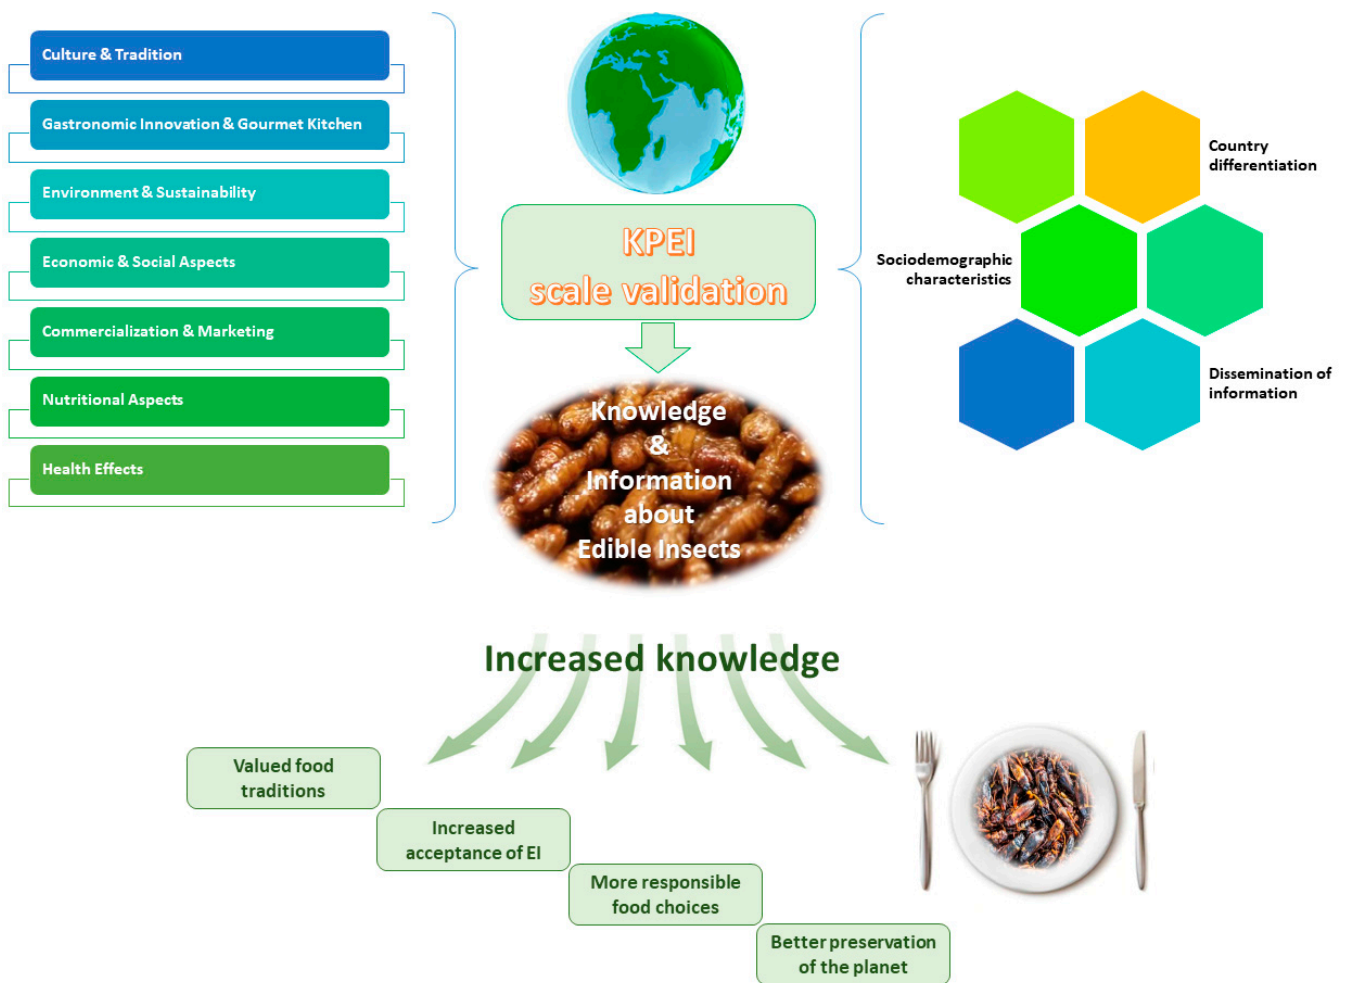 Culture & Tradition
Gastronomic Innovation & Gourmet Kitchen
Environment & Sustainability
Economic & Social Aspects
Commercialization & Marketing
Nutritional Aspects
Health Effects
KPEI
scale validation
Knowledge
&
Information
about
Edible Insects
Country
differentiation
Sociodemographic
characteristics
Dissemination of
information
Increased knowledge
Valued food
traditions
Increased
acceptance of EI
More responsible
food choices
Better preservation
of the planet